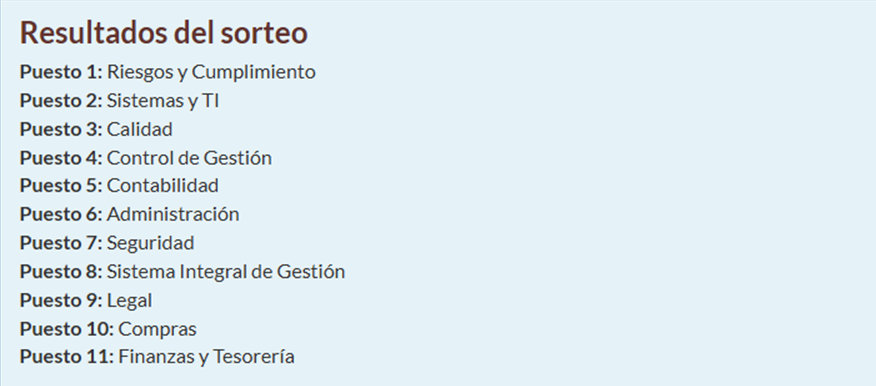 Resultados del sorteo
Puesto 1: Riesgos y Cumplimiento
Puesto 2: Sistemas y TI
Puesto 3: Calidad
Puesto 4: Control de Gestión
Puesto 5: Contabilidad
Puesto 6: Administración
Puesto 7: Seguridad
Puesto 8: Sistema Integral de Gestión
Puesto 9: Legal
Puesto 10: Compras
Puesto 11: Finanzas y Tesorería